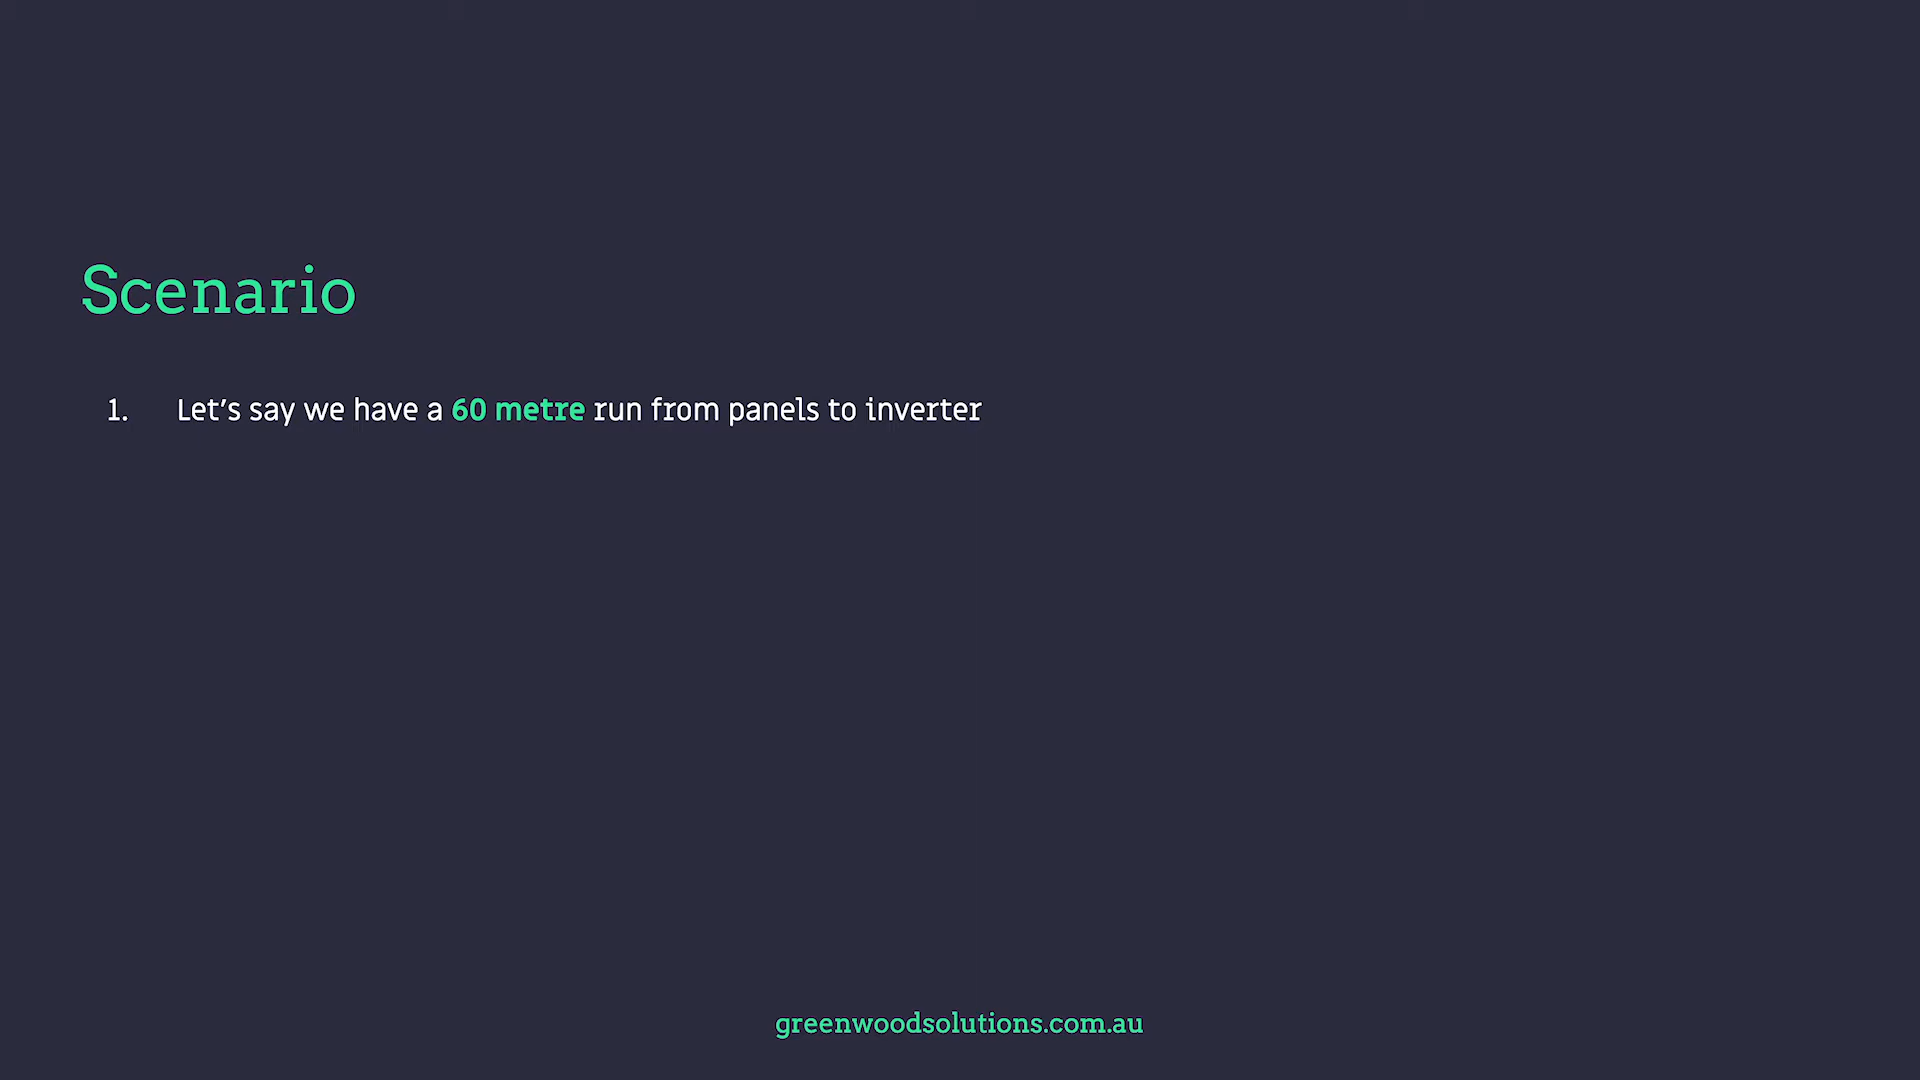 Scenario
1. Let's say we have a 60 metre run from panels to inverter
greenwoodsolutions.com.au